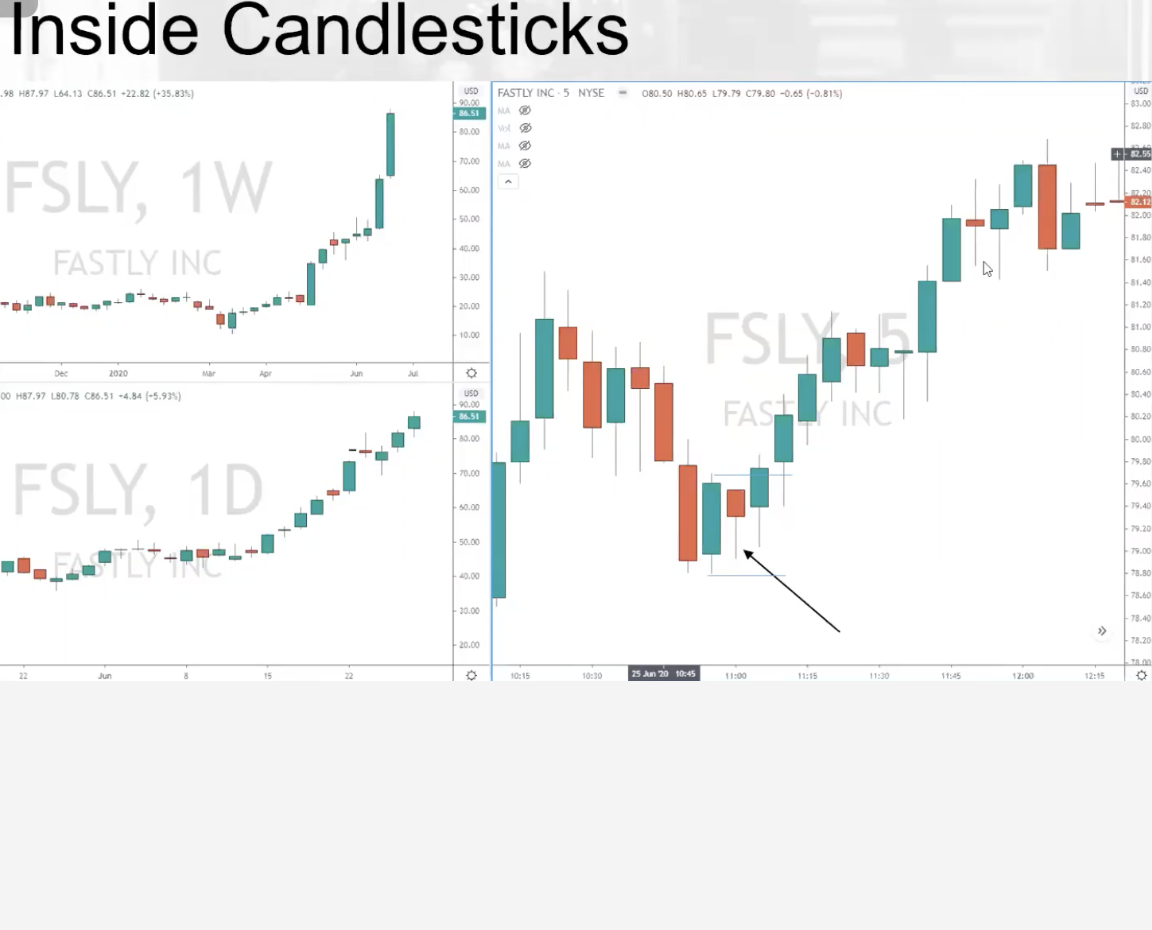 Inside Candlesticks
.98 H87.97 L64.13 C86.51 +22.82 (+35.83%)
USD
90.00
86.51
80.00
70.00
60.00
50.00
40.00
30.00
20.00
10.00
FSLY, 1W
FASTLY INC
Dec 2020 Mar Apr Jun Jul
00 H87.97 L80.78 C86.51 +4.84 (+5.93%)
USD
90.00
86.51
80.00
70.00
60.00
50.00
40.00
30.00
20.00
FSLY, 1D
FASTLY INC
22 Jun 8 15 22
FASTLY INC · 5 NYSE O80.50 H80.65 L79.79 C79.80 −0.65 (−0.81%)
MA
Vol
MA
MA
USD
83.00
82.80
82.55
82.40
82.20
82.12
82.00
81.80
81.60
81.40
81.20
81.00
80.80
80.60
80.40
80.20
80.00
79.80
79.60
79.40
79.20
79.00
78.80
78.60
78.40
78.20
78.00
FSLY, 5
FASTLY INC
10:15 10:30 25 Jun '20 10:45 11:00 11:15 11:30 11:45 12:00 12:15